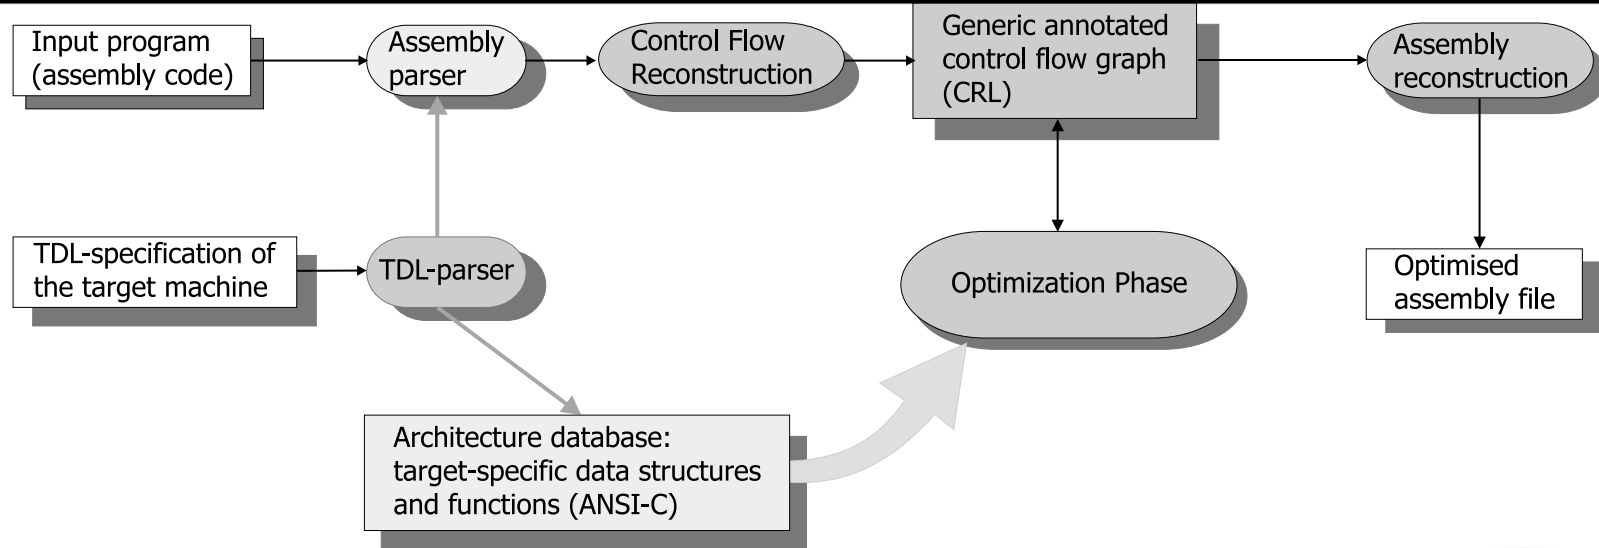 Input program
(assembly code)
Assembly
parser
Control Flow
Reconstruction
Generic annotated
control flow graph
(CRL)
Assembly
reconstruction
TDL-specification of
the target machine
TDL-parser
Optimization Phase
Optimised
assembly file
Architecture database:
target-specific data structures
and functions (ANSI-C)